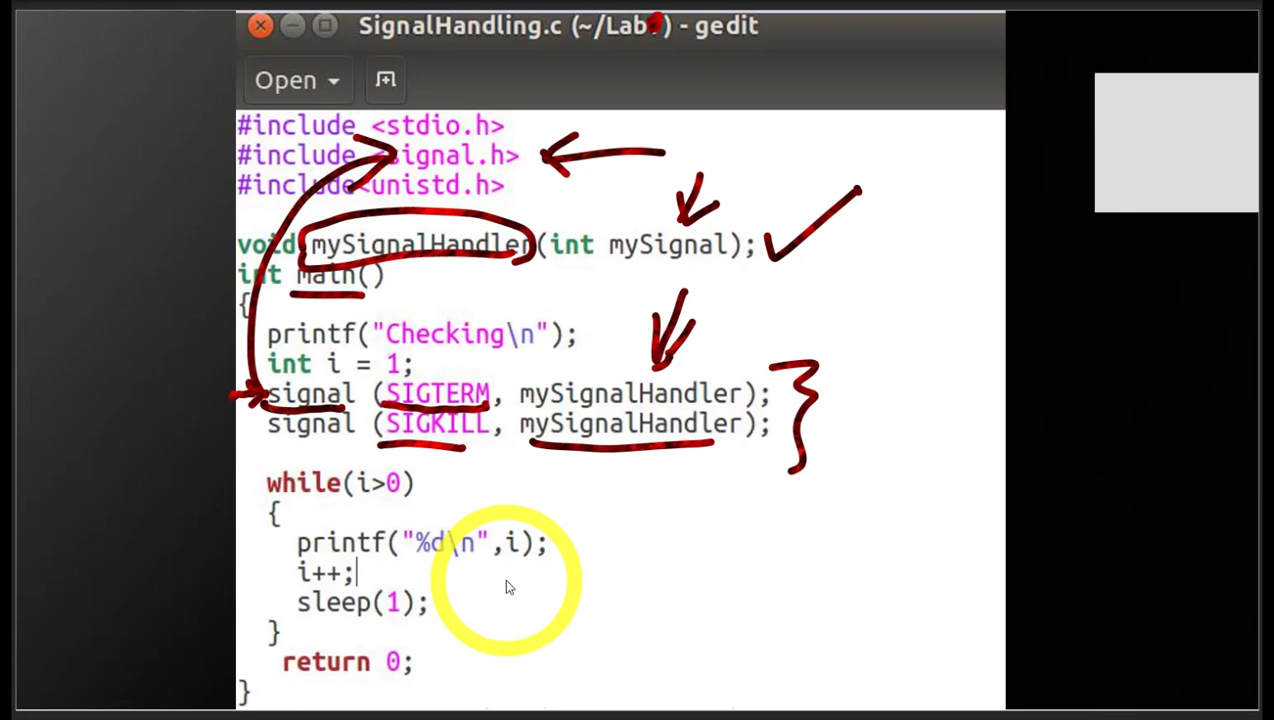 SignalHandling.c (~/Lab ) - gedit
Open
#include <stdio.h>
#include <signal.h>
#include<unistd.h>
void mySignalHandler(int mySignal);
int main()
{
printf("Checking\n");
int i = 1;
signal (SIGTERM, mySignalHandler);
signal (SIGKILL, mySignalHandler);
while(i>0)
{
printf("%d\n",i);
i++;
sleep(1);
}
return 0;
}